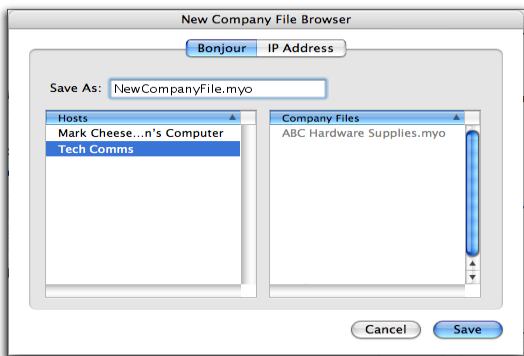 New Company File Browser
Bonjour IP Address
Save As: NewCompanyFile.myo
Hosts Company Files
Mark Cheese...n's Computer ABC Hardware Supplies.myo
Tech Comms
Cancel Save